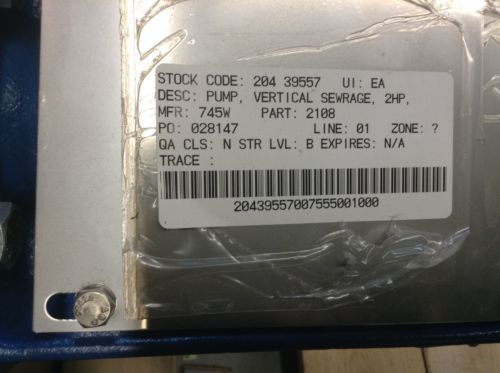 STOCK CODE: 204 39557 UI: EA
DESC: PUMP, VERTICAL SEWRAGE, 2HP,
MFR: 745W PART: 2108
PO: 028147 LINE: 01 ZONE: ?
QA CLS: N STR LVL: B EXPIRES: N/A
TRACE :
20439557007555001000